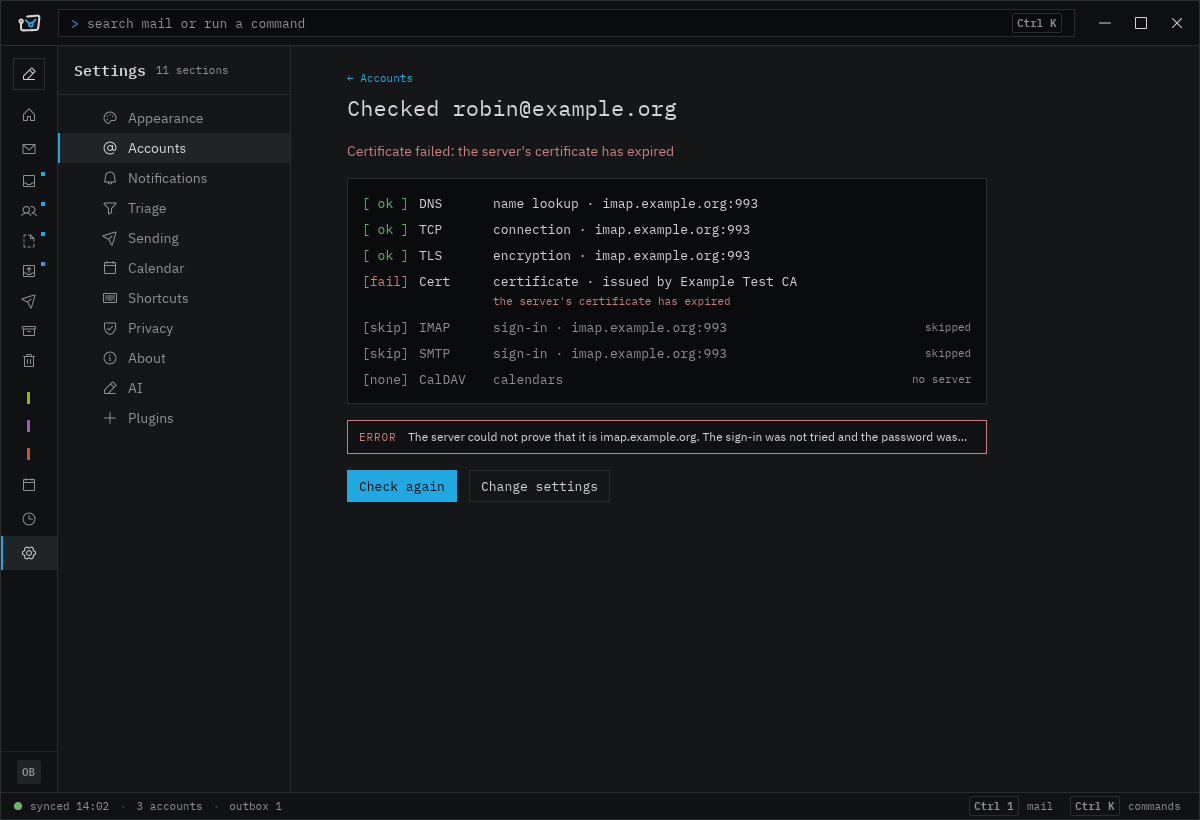 > search mail or run a command Ctrl K
Settings 11 sections
Appearance
Accounts
Notifications
Triage
Sending
Calendar
Shortcuts
Privacy
About
AI
Plugins
OB
← Accounts
Checked robin@example.org
Certificate failed: the server's certificate has expired
[ ok ] DNS name lookup · imap.example.org:993
[ ok ] TCP connection · imap.example.org:993
[ ok ] TLS encryption · imap.example.org:993
[fail] Cert certificate · issued by Example Test CA
the server's certificate has expired
[skip] IMAP sign-in · imap.example.org:993 skipped
[skip] SMTP sign-in · imap.example.org:993 skipped
[none] CalDAV calendars no server
ERROR The server could not prove that it is imap.example.org. The sign-in was not tried and the password was...
Check again Change settings
synced 14:02 · 3 accounts · outbox 1 Ctrl 1 mail Ctrl K commands